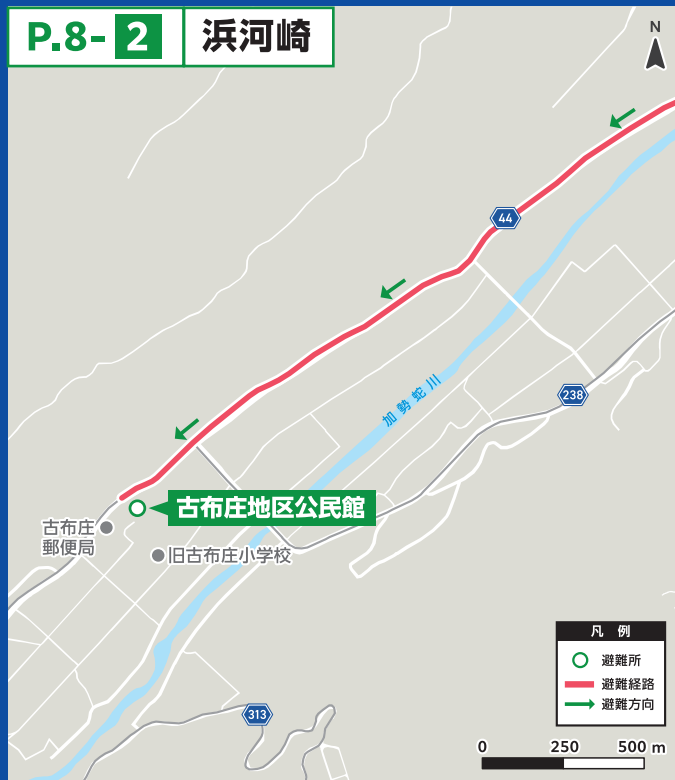 P.8-2 浜河崎
N
44
238
加勢蛇川
古布庄地区公民館
古布庄
郵便局
旧古布庄小学校
313
凡 例
避難所
避難経路
避難方向
0 250 500 m